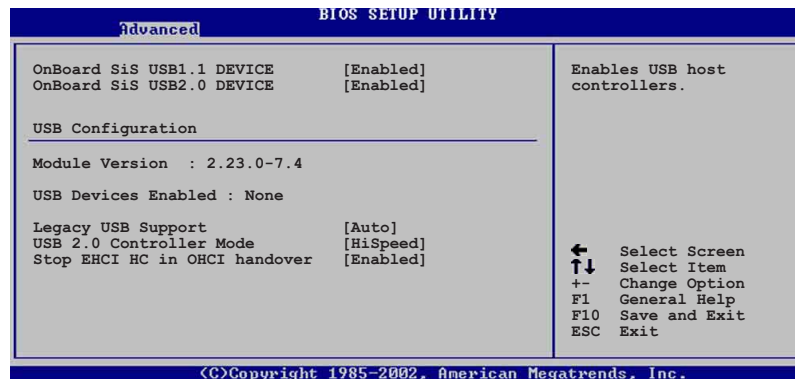 BIOS SETUP UTILITY
Advanced
OnBoard SiS USB1.1 DEVICE [Enabled]
OnBoard SiS USB2.0 DEVICE [Enabled]
USB Configuration
Module Version : 2.23.0-7.4
USB Devices Enabled : None
Legacy USB Support [Auto]
USB 2.0 Controller Mode [HiSpeed]
Stop EHCI HC in OHCI handover [Enabled]
Enables USB host
controllers.
← Select Screen
↑↓ Select Item
+- Change Option
F1 General Help
F10 Save and Exit
ESC Exit
(C)Copyright 1985-2002, American Megatrends, Inc.